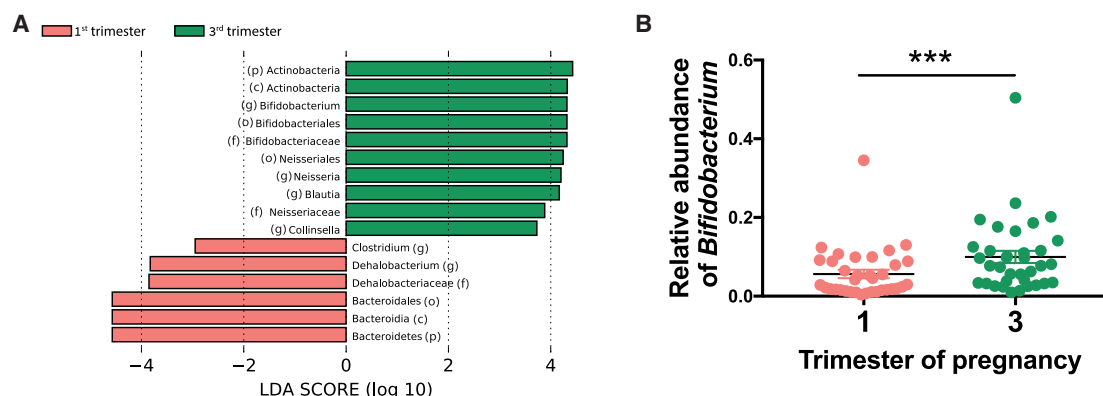 A
1st trimester
3rd trimester
(p) Actinobacteria
(c) Actinobacteria
(g) Bifidobacterium
(o) Bifidobacteriales
(f) Bifidobacteriaceae
(o) Neisseriales
(g) Neisseria
(g) Blautia
(f) Neisseriaceae
(g) Collinsella
Clostridium (g)
Dehalobacterium (g)
Dehalobacteriaceae (f)
Bacteroidales (o)
Bacteroidia (c)
Bacteroidetes (p)
−4 −2 0 2 4
LDA SCORE (log 10)
B
***
Relative abundance
of Bifidobacterium
0.6
0.4
0.2
0.0
1 3
Trimester of pregnancy